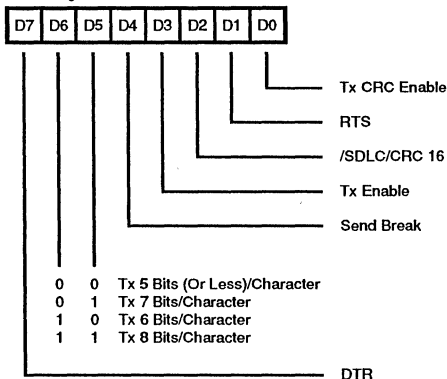 D7 D6 D5 D4 D3 D2 D1 D0
Tx CRC Enable
RTS
/SDLC/CRC 16
Tx Enable
Send Break
0 0 Tx 5 Bits (Or Less)/Character
0 1 Tx 7 Bits/Character
1 0 Tx 6 Bits/Character
1 1 Tx 8 Bits/Character
DTR